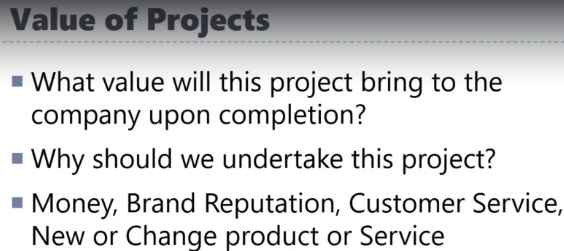 Value of Projects
What value will this project bring to the
company upon completion?
Why should we undertake this project?
Money, Brand Reputation, Customer Service,
New or Change product or Service